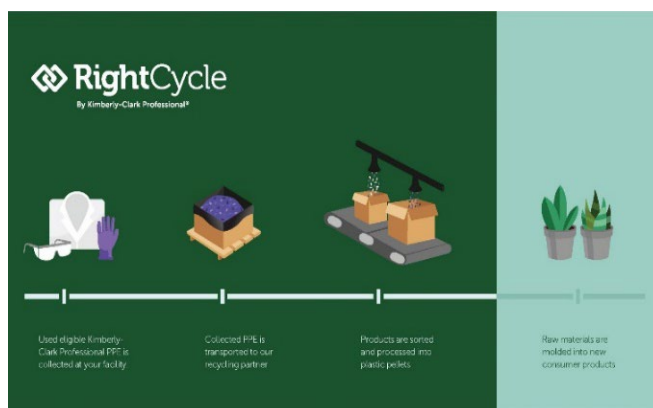 RightCycle
By Kimberly-Clark Professional®
Used eligible Kimberly-
Clark Professional PPE is
collected at your facility
Collected PPE is
transported to our
recycling partner
Products are sorted
and processed into
plastic pellets
Raw materials are
molded into new
consumer products